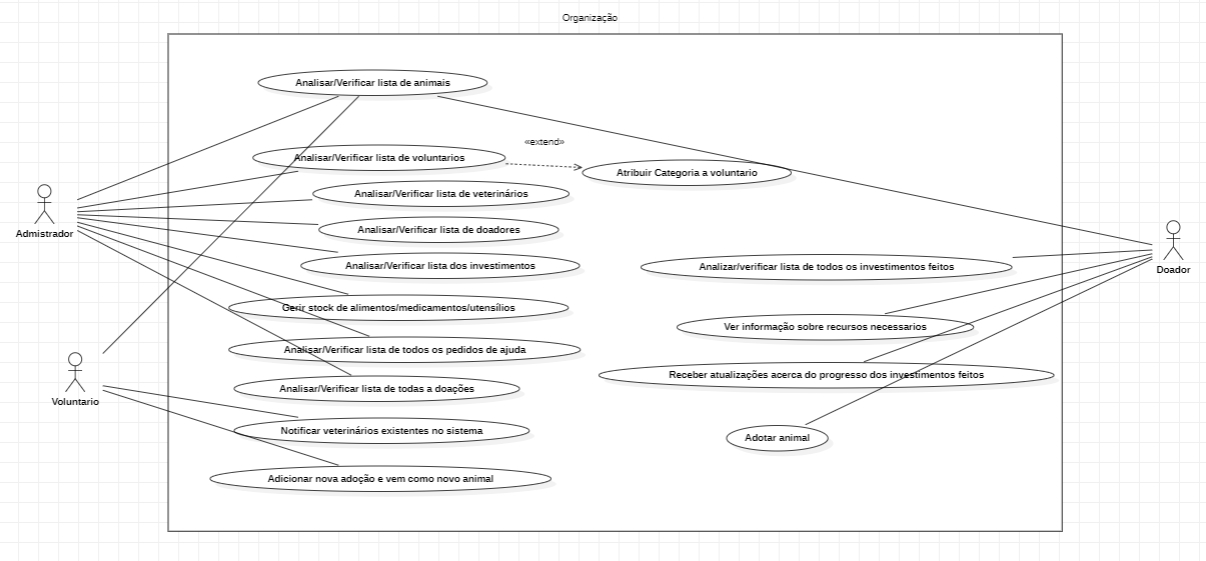 Organização
Analisar/Verificar lista de animais
«extend»
Analisar/Verificar lista de voluntarios
Atribuir Categoria a voluntario
Analisar/Verificar lista de veterinários
Analisar/Verificar lista de doadores
Admistrador
Analisar/Verificar lista dos investimentos
Analizar/verificar lista de todos os investimentos feitos
Doador
Gerir stock de alimentos/medicamentos/utensílios
Ver informação sobre recursos necessarios
Analisar/Verificar lista de todos os pedidos de ajuda
Receber atualizações acerca do progresso dos investimentos feitos
Analisar/Verificar lista de todas a doações
Voluntario
Notificar veterinários existentes no sistema
Adotar animal
Adicionar nova adoção e vem como novo animal